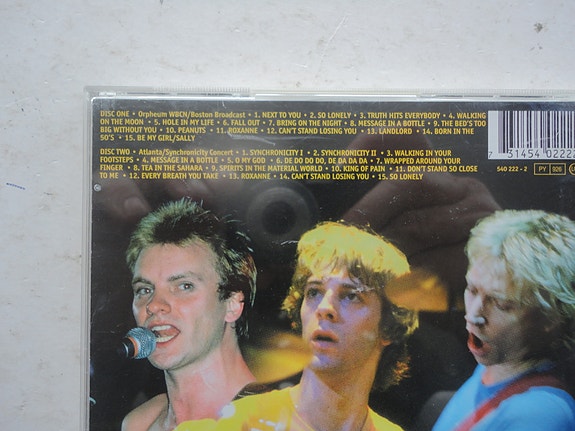 DISC ONE • Orpheum WBCN/Boston Broadcast • 1. NEXT TO YOU • 2. SO LONELY • 3. TRUTH HITS EVERYBODY • 4. WALKING
ON THE MOON • 5. HOLE IN MY LIFE • 6. FALL OUT • 7. BRING ON THE NIGHT • 8. MESSAGE IN A BOTTLE • 9. THE BED'S TOO
BIG WITHOUT YOU • 10. PEANUTS • 11. ROXANNE • 12. CAN'T STAND LOSING YOU • 13. LANDLORD • 14. BORN IN THE
50'S • 15. BE MY GIRL/SALLY
DISC TWO • Atlanta/Synchronicity Concert • 1. SYNCHRONICITY I • 2. SYNCHRONICITY II • 3. WALKING IN YOUR
FOOTSTEPS • 4. MESSAGE IN A BOTTLE • 5. O MY GOD • 6. DE DO DO DO, DE DA DA DA • 7. WRAPPED AROUND YOUR
FINGER • 8. TEA IN THE SAHARA • 9. SPIRITS IN THE MATERIAL WORLD • 10. KING OF PAIN • 11. DON'T STAND SO CLOSE
TO ME • 12. EVERY BREATH YOU TAKE • 13. ROXANNE • 14. CAN'T STAND LOSING YOU • 15. SO LONELY
7 31454 0222
540 222 - 2 PY 926